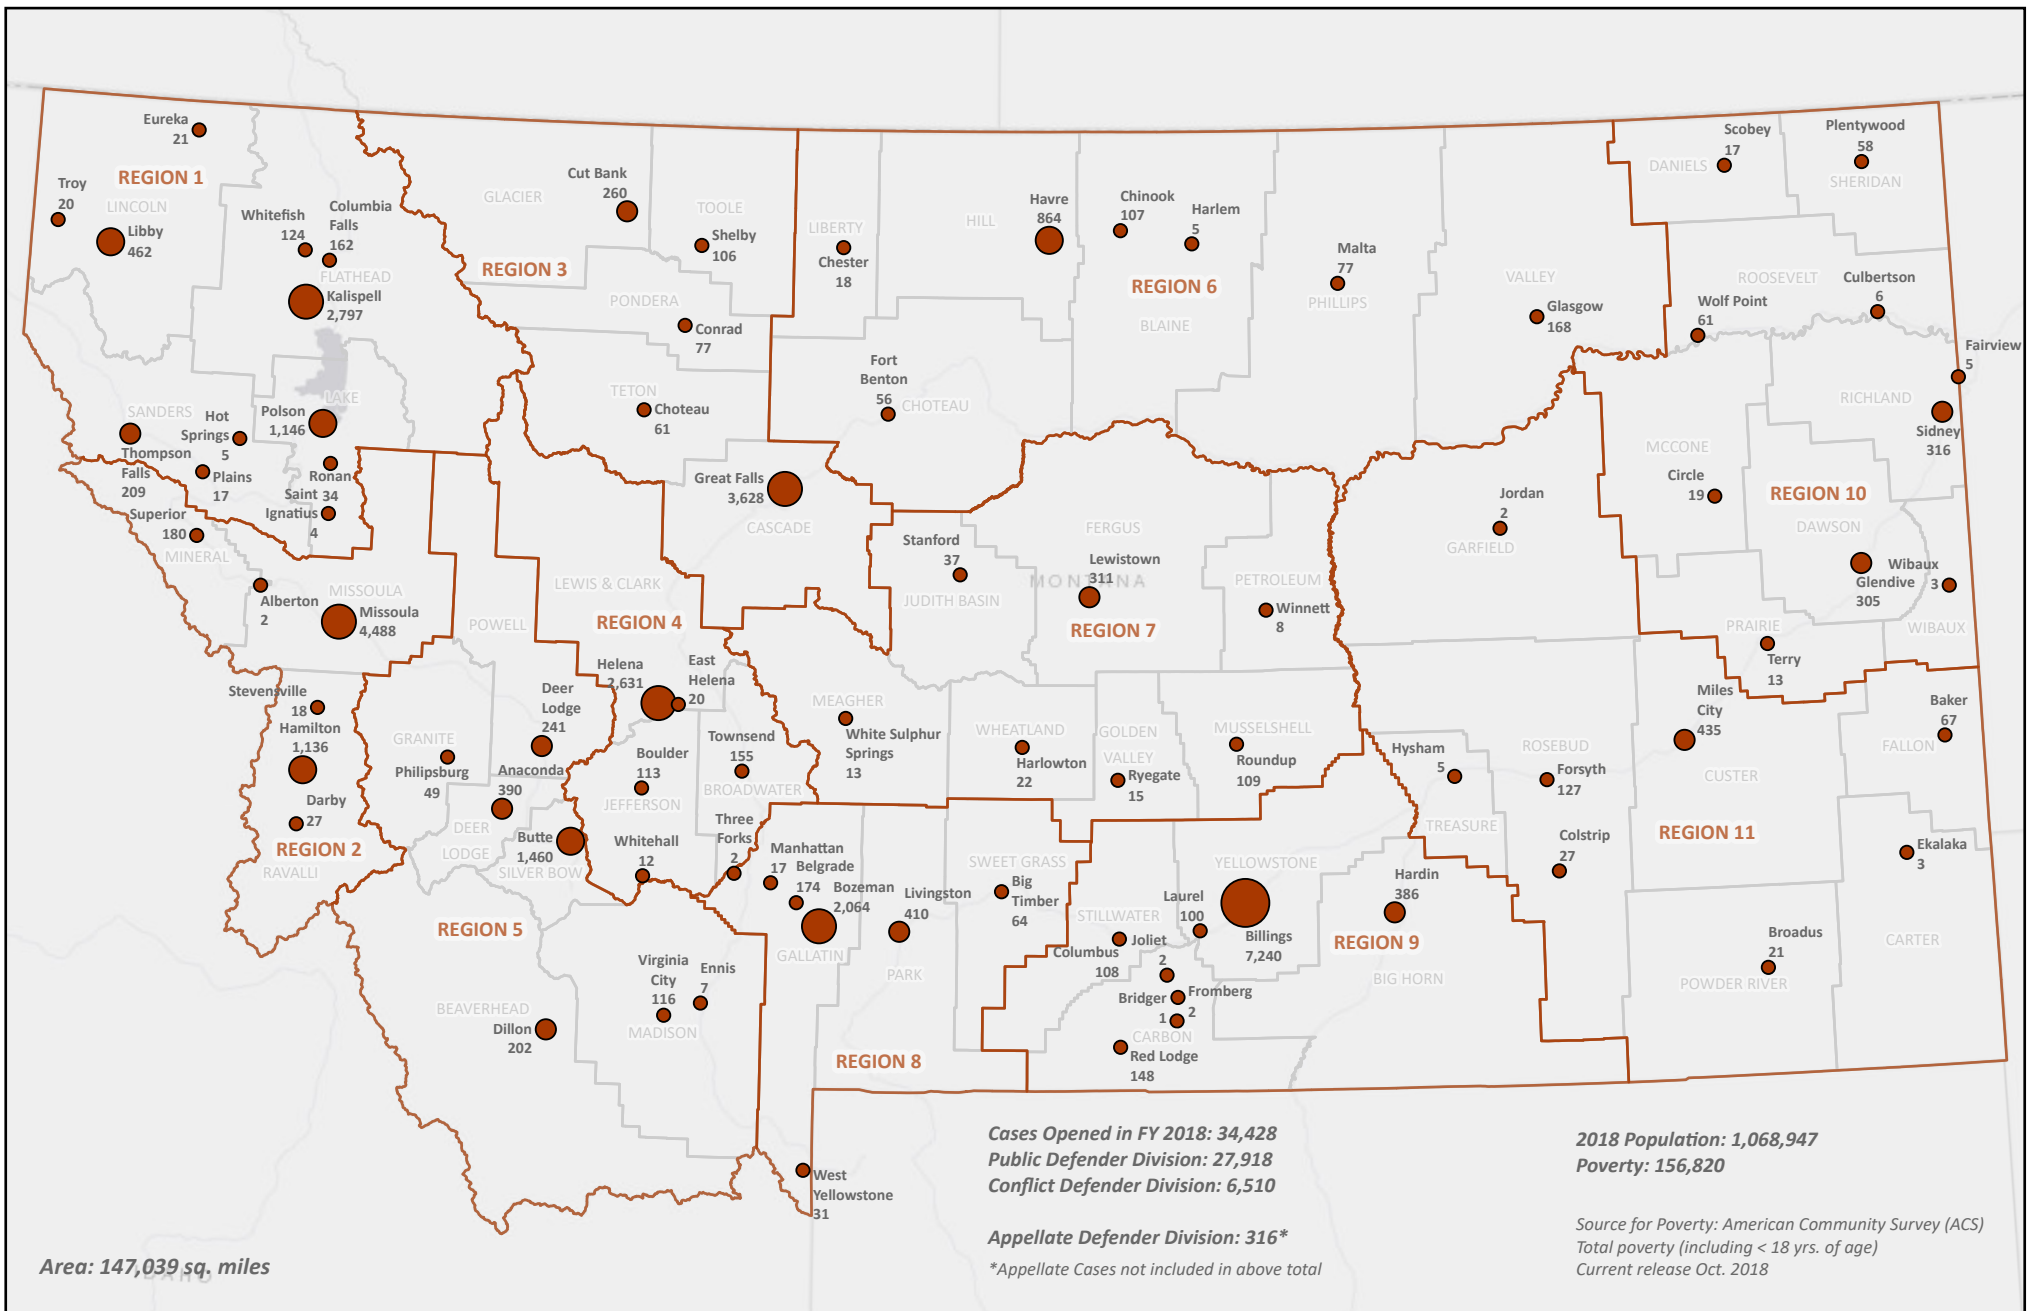 Eureka
21
REGION 1
Troy
20
LINCOLN
Libby
462
Whitefish
124
Columbia
Falls
162
FLATHEAD
Kalispell
2,797
SANDERS
Hot
Springs
5
Thompson
Falls
209
Plains
17
Polson
1,146
LAKE
Ronan
34
Saint
Ignatius
4
Superior
180
MINERAL
Alberton
2
MISSOULA
Missoula
4,488
Stevensville
18
Hamilton
1,136
Darby
27
REGION 2
RAVALLI
GLACIER
Cut Bank
260
TOOLE
Shelby
106
REGION 3
PONDERA
Conrad
77
TETON
Choteau
61
Great Falls
3,628
CASCADE
LEWIS & CLARK
REGION 4
Helena
2,631
East
Helena
20
Boulder
113
JEFFERSON
Townsend
155
BROADWATER
Whitehall
12
Three
Forks
2
POWELL
Deer
Lodge
241
GRANITE
Philipsburg
49
Anaconda
390
DEER
LODGE
Butte
1,460
SILVER BOW
REGION 5
BEAVERHEAD
Dillon
202
Virginia
City
116
MADISON
Ennis
7
LIBERTY
Chester
18
HILL
Havre
864
Chinook
107
Harlem
5
REGION 6
BLAINE
Malta
77
PHILLIPS
VALLEY
Glasgow
168
Fort
Benton
56
CHOTEAU
Stanford
37
JUDITH BASIN
FERGUS
Lewistown
311
MONTANA
REGION 7
PETROLEUM
Winnett
8
MEAGHER
White Sulphur
Springs
13
WHEATLAND
Harlowton
22
GOLDEN
VALLEY
Ryegate
15
MUSSELSHELL
Roundup
109
Manhattan
17
Belgrade
174
Bozeman
2,064
GALLATIN
Livingston
410
PARK
SWEET GRASS
Big
Timber
64
REGION 8
West
Yellowstone
31
STILLWATER
Columbus
108
Joliet
2
Laurel
100
YELLOWSTONE
Billings
7,240
Bridger
1
Fromberg
2
CARBON
Red Lodge
148
Hardin
386
REGION 9
BIG HORN
DANIELS
Scobey
17
Plentywood
58
SHERIDAN
ROOSEVELT
Wolf Point
61
Culbertson
6
Fairview
5
RICHLAND
Sidney
316
MCCONE
Circle
19
REGION 10
DAWSON
Glendive
305
Wibaux
3
WIBAUX
PRAIRIE
Terry
13
Jordan
2
GARFIELD
Hysham
5
TREASURE
ROSEBUD
Forsyth
127
Colstrip
27
Miles
City
435
CUSTER
REGION 11
Baker
67
FALLON
Ekalaka
3
CARTER
Broadus
21
POWDER RIVER
Cases Opened in FY 2018: 34,428
Public Defender Division: 27,918
Conflict Defender Division: 6,510
Appellate Defender Division: 316*
*Appellate Cases not included in above total
2018 Population: 1,068,947
Poverty: 156,820
Source for Poverty: American Community Survey (ACS)
Total poverty (including < 18 yrs. of age)
Current release Oct. 2018
Area: 147,039 sq. miles
IDAHO